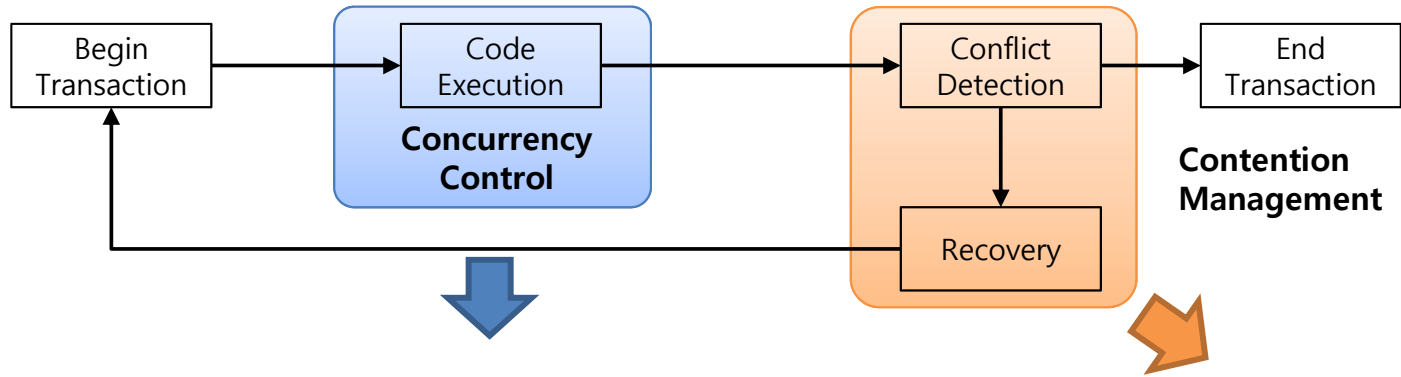 Begin
Transaction
Code
Execution
Concurrency
Control
Conflict
Detection
Recovery
End
Transaction
Contention
Management